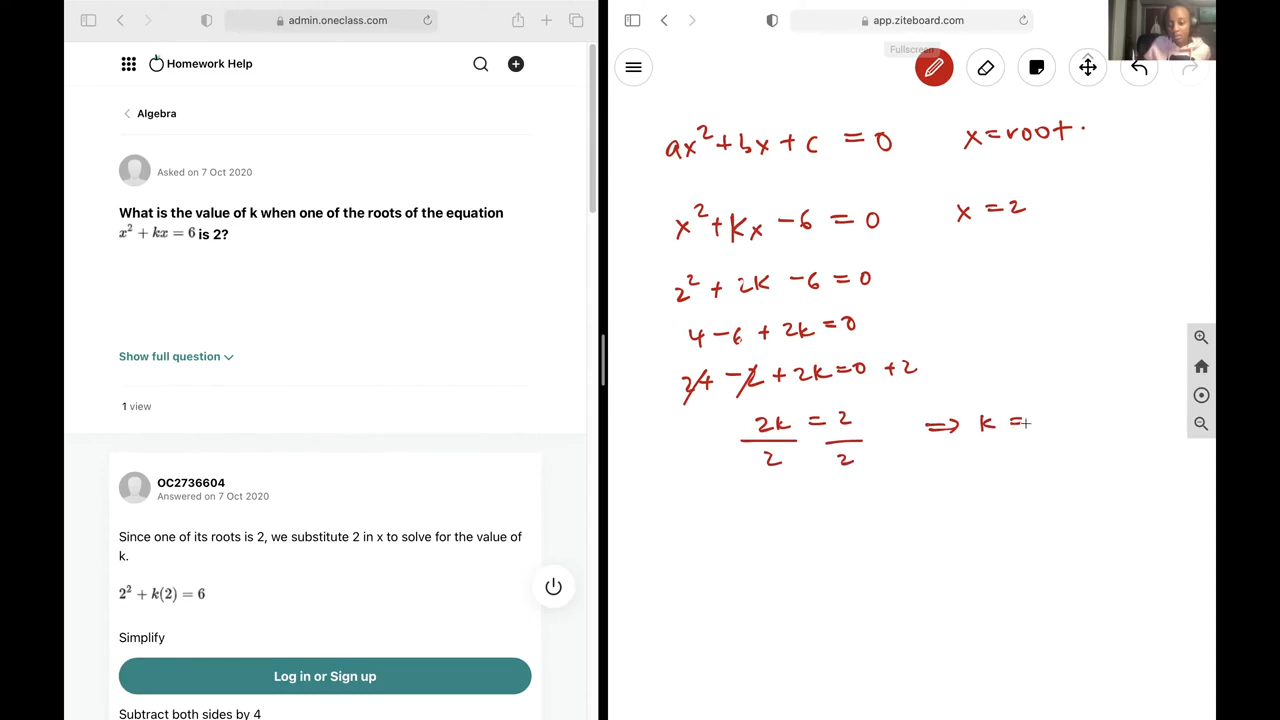 admin.oneclass.com
Homework Help
Algebra
Asked on 7 Oct 2020
What is the value of k when one of the roots of the equation
x² + kx = 6 is 2?
Show full question
1 view
OC2736604
Answered on 7 Oct 2020
Since one of its roots is 2, we substitute 2 in x to solve for the value of
k.
2² + k(2) = 6
Simplify
Log in or Sign up
Subtract both sides by 4
app.ziteboard.com
Fullscreen
ax² + bx + c = 0 x = root.
x² + kx - 6 = 0 x = 2
2² + 2k - 6 = 0
4 - 6 + 2k = 0
2+ - 2 + 2k = 0 + 2
2k = 2 ⇒ k =
2 2